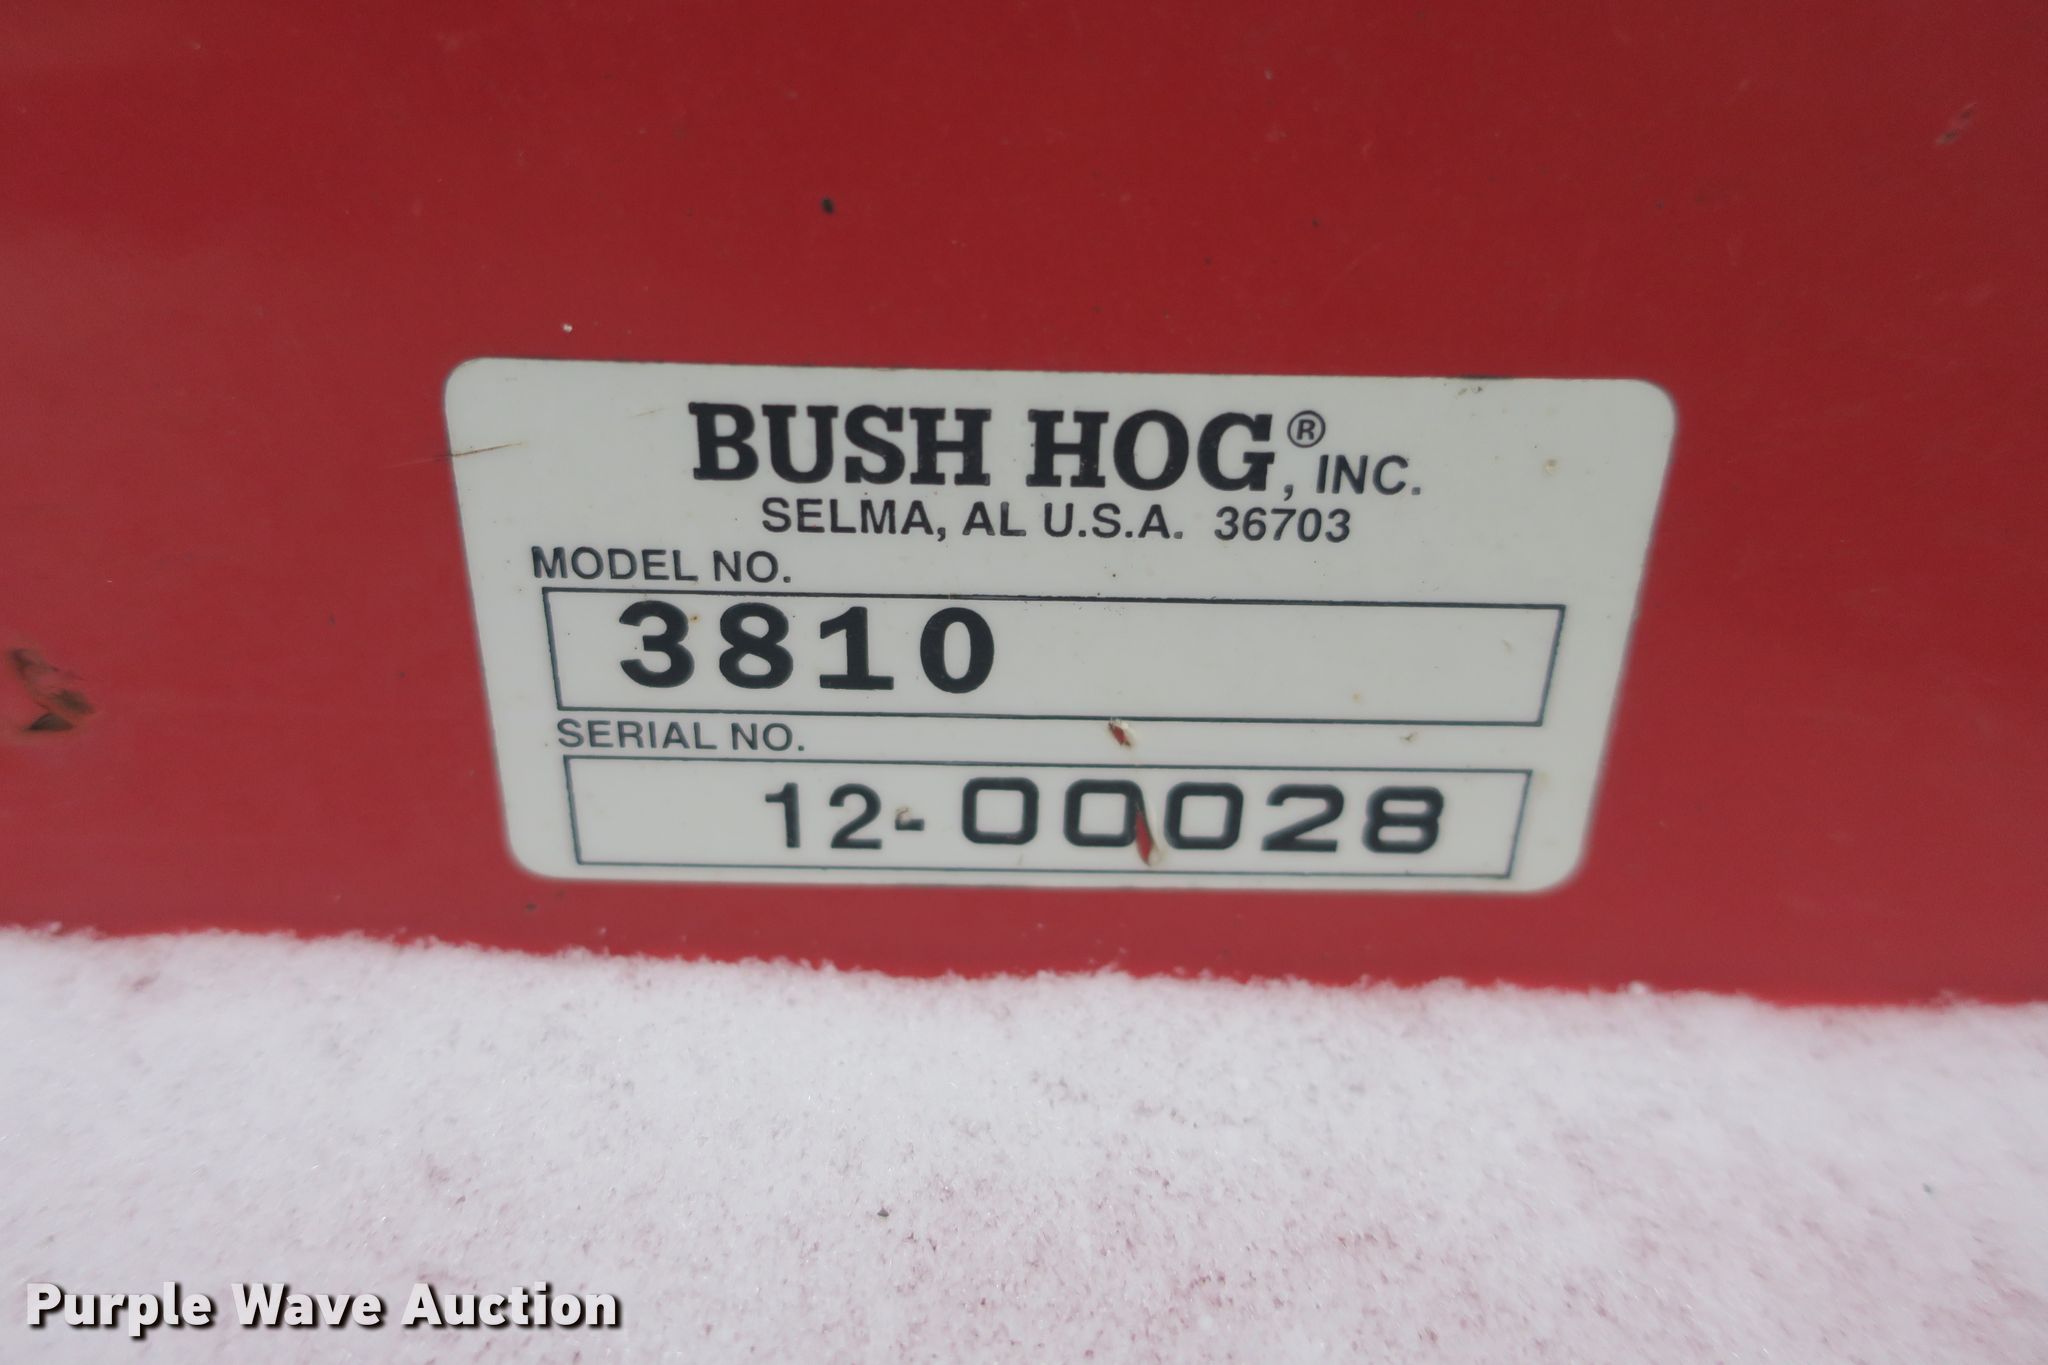 BUSH HOG®, INC.
SELMA, AL U.S.A. 36703
MODEL NO.
3810
SERIAL NO.
12-00028
Purple Wave Auction